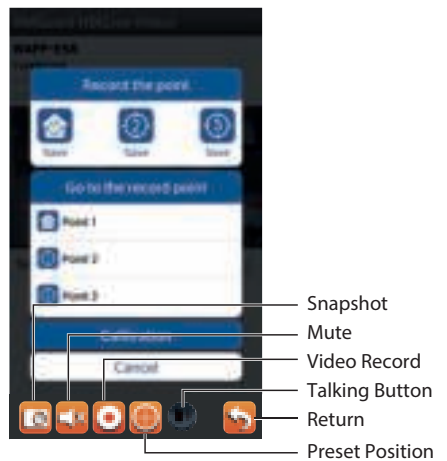 Record the point
Save
Save
Save
Go to the record point
Point 1
Point 2
Point 3
Calibration
Cancel
Snapshot
Mute
Video Record
Talking Button
Return
Preset Position